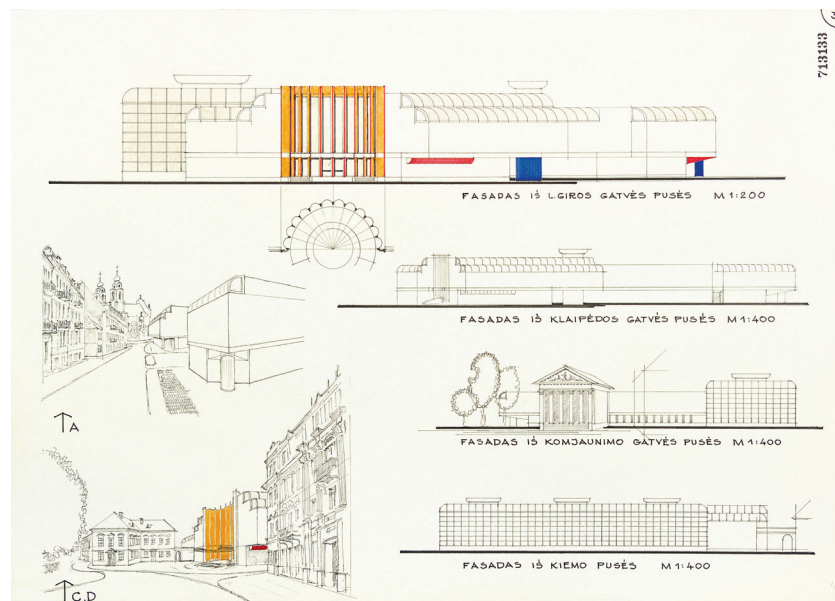 3
713133
FASADAS IŠ L.GIROS GATVĖS PUSĖS M 1:200
FASADAS IŠ KLAIPĖDOS GATVĖS PUSĖS M 1:400
A
FASADAS IŠ KOMJAUNIMO GATVĖS PUSĖS M 1:400
FASADAS IŠ KIEMO PUSĖS M 1:400
C.D